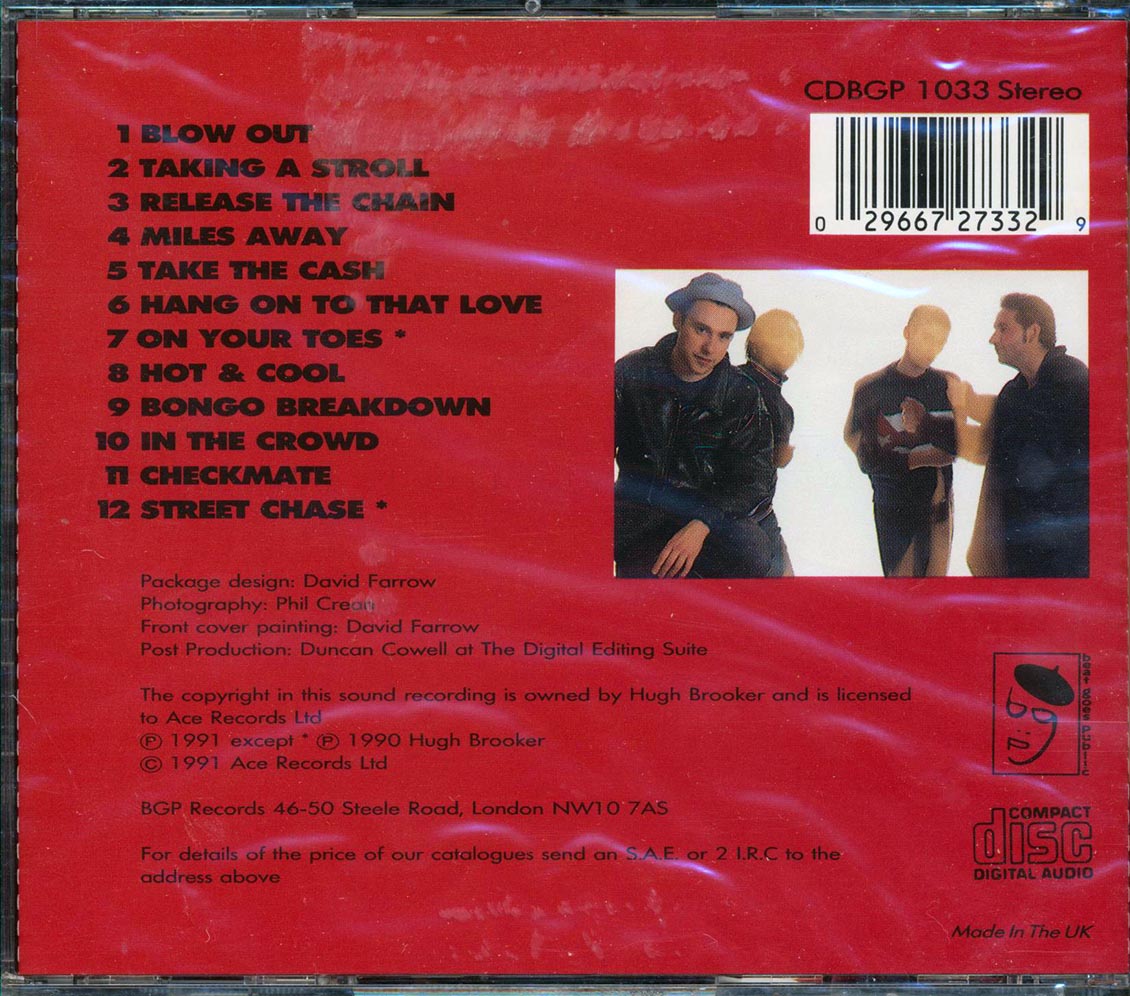 CDBGP 1033 Stereo
0 29667 27332 9
1 BLOW OUT
2 TAKING A STROLL
3 RELEASE THE CHAIN
4 MILES AWAY
5 TAKE THE CASH
6 HANG ON TO THAT LOVE
7 ON YOUR TOES *
8 HOT & COOL
9 BONGO BREAKDOWN
10 IN THE CROWD
11 CHECKMATE
12 STREET CHASE *
Package design: David Farrow
Photography: Phil Crean
Front cover painting: David Farrow
Post Production: Duncan Cowell at The Digital Editing Suite
The copyright in this sound recording is owned by Hugh Brooker and is licensed
to Ace Records Ltd
Ⓟ 1991 except * Ⓟ 1990 Hugh Brooker
© 1991 Ace Records Ltd
BGP Records 46-50 Steele Road, London NW10 7AS
For details of the price of our catalogues send an S.A.E. or 2 I.R.C to the
address above
beat goes public
COMPACT
disc
DIGITAL AUDIO
Made In The UK